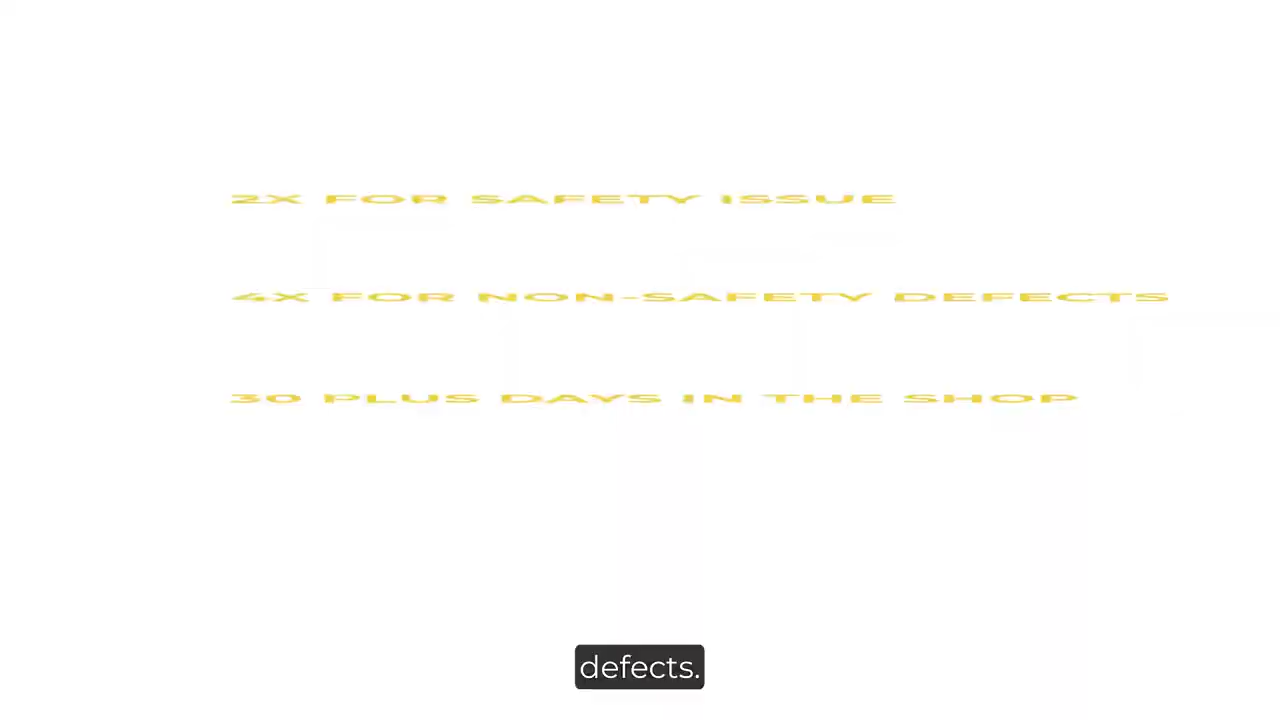 2X FOR SAFETY ISSUE
4X FOR NON-SAFETY DEFECTS
30 PLUS DAYS IN THE SHOP
defects.